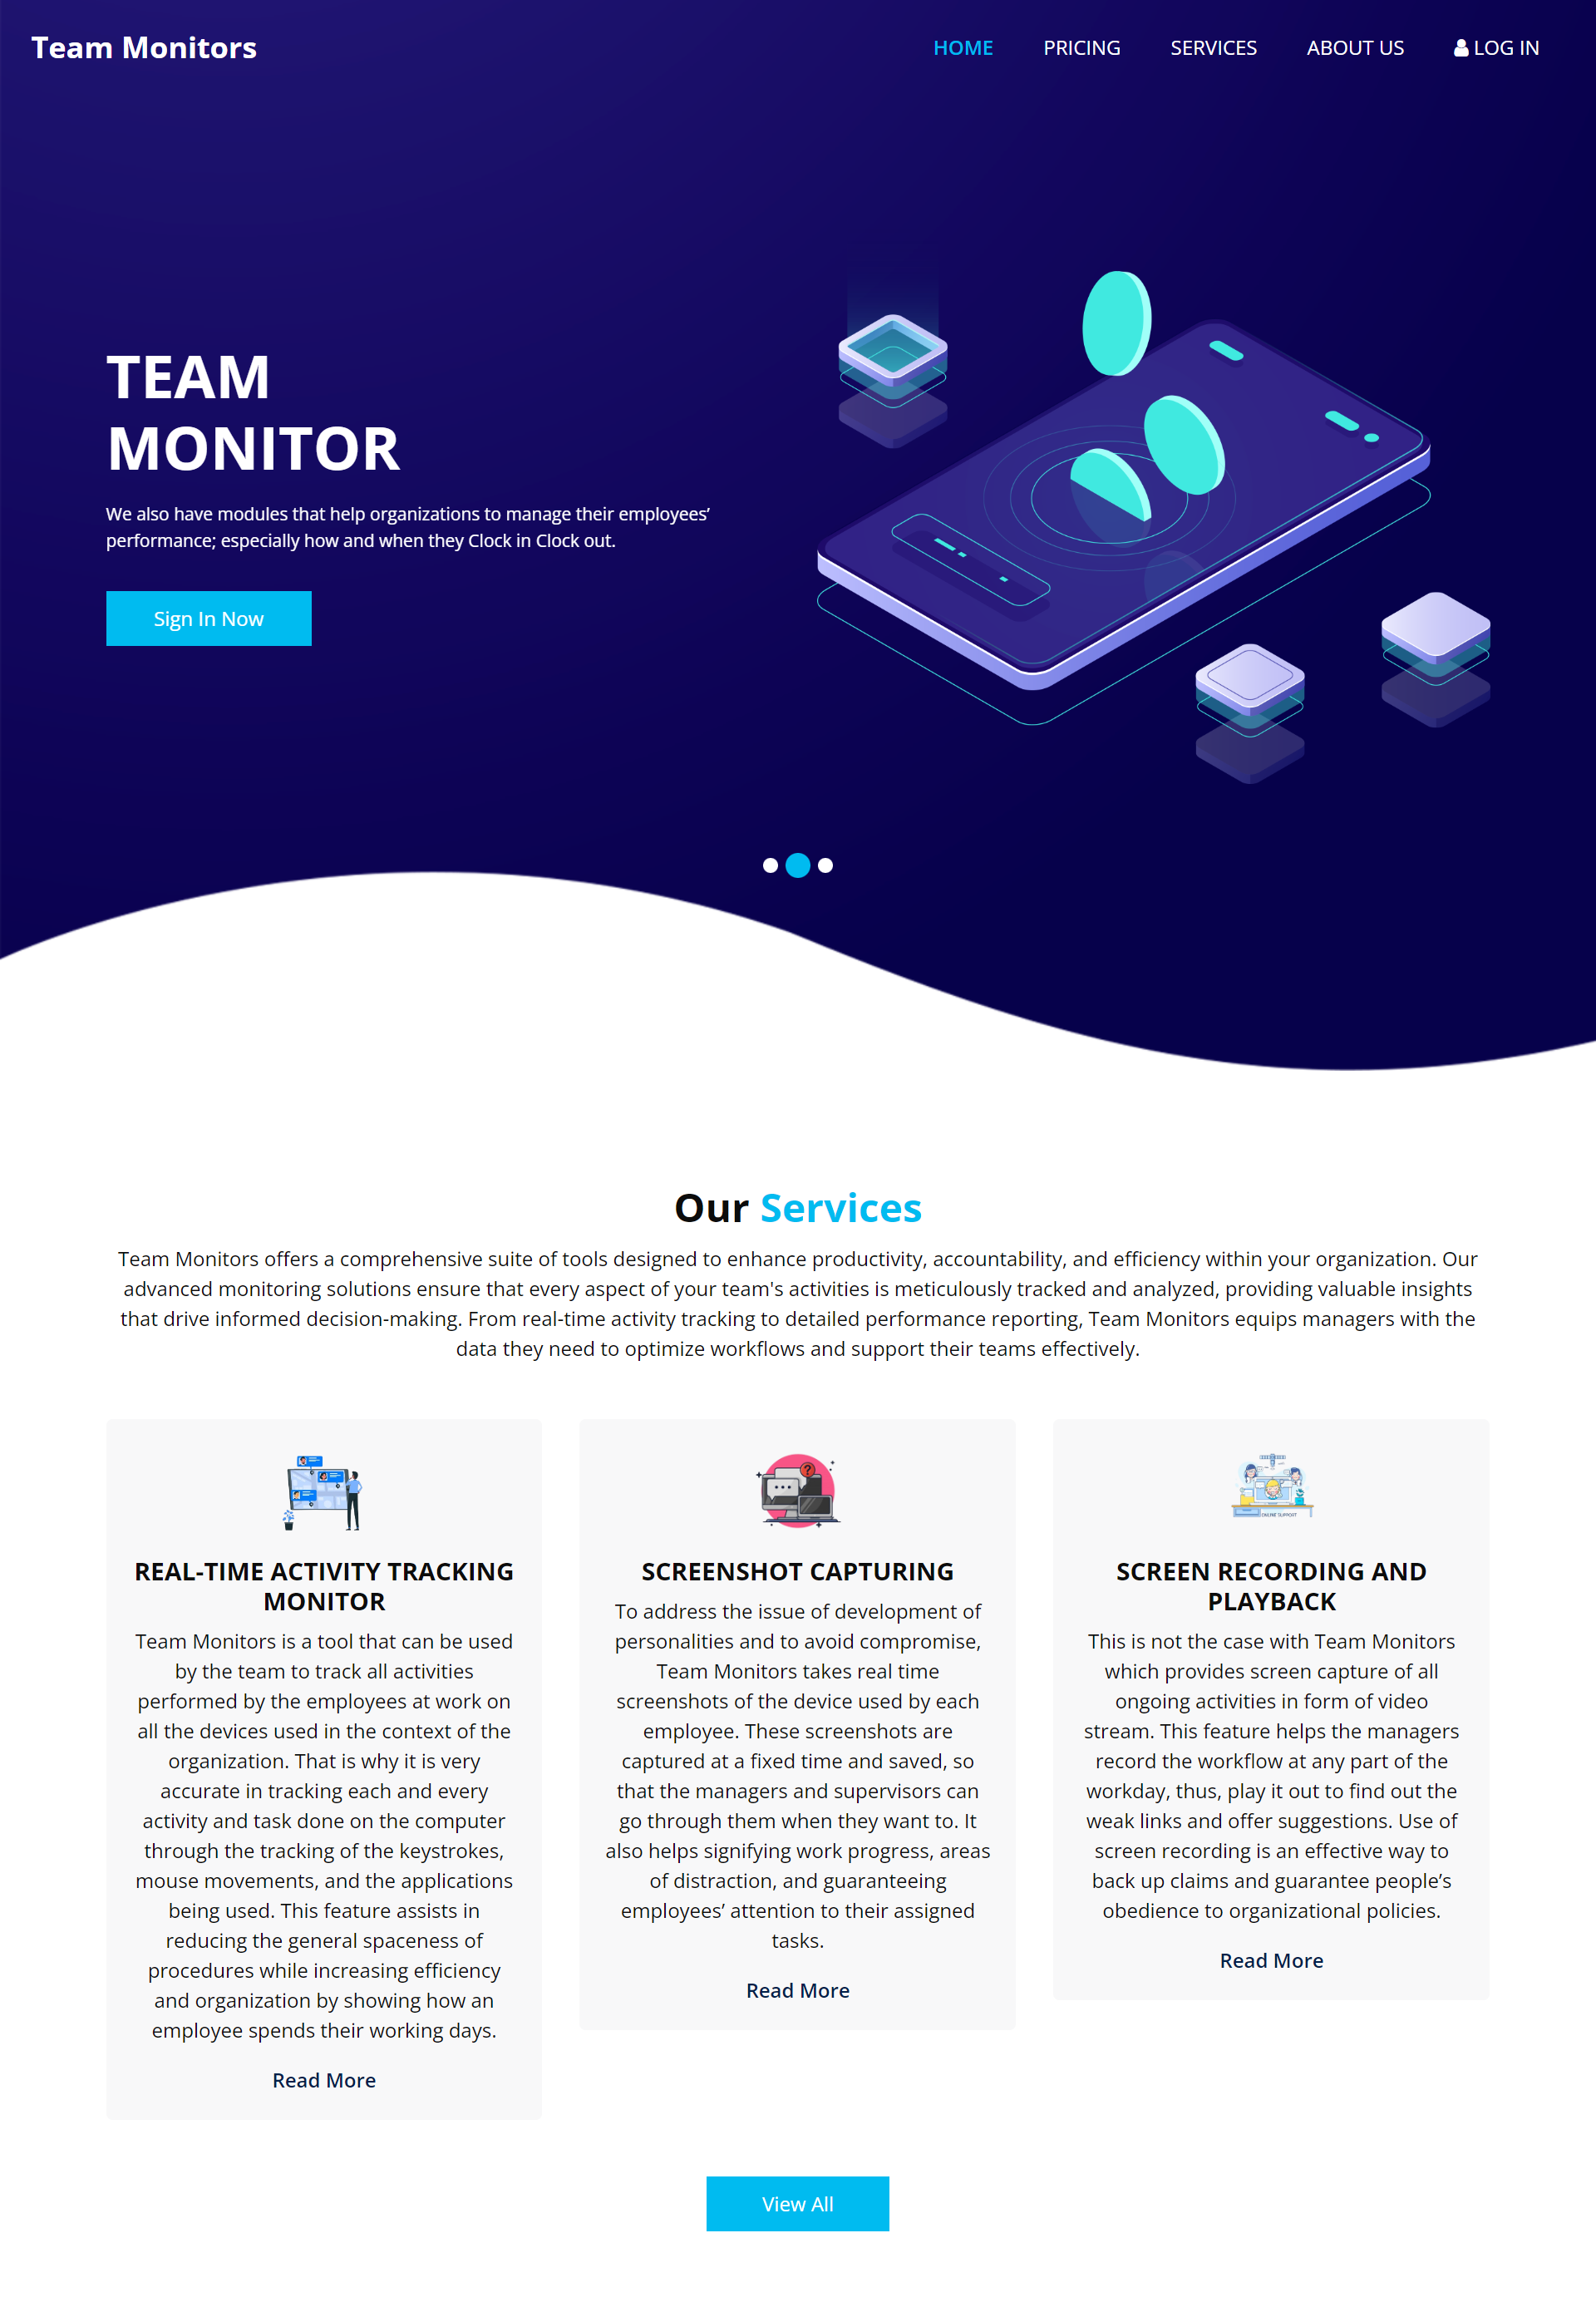 Team Monitors
HOME
PRICING
SERVICES
ABOUT US
LOG IN
TEAM
MONITOR
We also have modules that help organizations to manage their employees’
performance; especially how and when they Clock in Clock out.
Sign In Now
Our Services
Team Monitors offers a comprehensive suite of tools designed to enhance productivity, accountability, and efficiency within your organization. Our
advanced monitoring solutions ensure that every aspect of your team's activities is meticulously tracked and analyzed, providing valuable insights
that drive informed decision-making. From real-time activity tracking to detailed performance reporting, Team Monitors equips managers with the
data they need to optimize workflows and support their teams effectively.
REAL-TIME ACTIVITY TRACKING
MONITOR
Team Monitors is a tool that can be used
by the team to track all activities
performed by the employees at work on
all the devices used in the context of the
organization. That is why it is very
accurate in tracking each and every
activity and task done on the computer
through the tracking of the keystrokes,
mouse movements, and the applications
being used. This feature assists in
reducing the general spaceness of
procedures while increasing efficiency
and organization by showing how an
employee spends their working days.
Read More
SCREENSHOT CAPTURING
To address the issue of development of
personalities and to avoid compromise,
Team Monitors takes real time
screenshots of the device used by each
employee. These screenshots are
captured at a fixed time and saved, so
that the managers and supervisors can
go through them when they want to. It
also helps signifying work progress, areas
of distraction, and guaranteeing
employees’ attention to their assigned
tasks.
Read More
ONLINE SUPPORT
SCREEN RECORDING AND
PLAYBACK
This is not the case with Team Monitors
which provides screen capture of all
ongoing activities in form of video
stream. This feature helps the managers
record the workflow at any part of the
workday, thus, play it out to find out the
weak links and offer suggestions. Use of
screen recording is an effective way to
back up claims and guarantee people’s
obedience to organizational policies.
Read More
View All